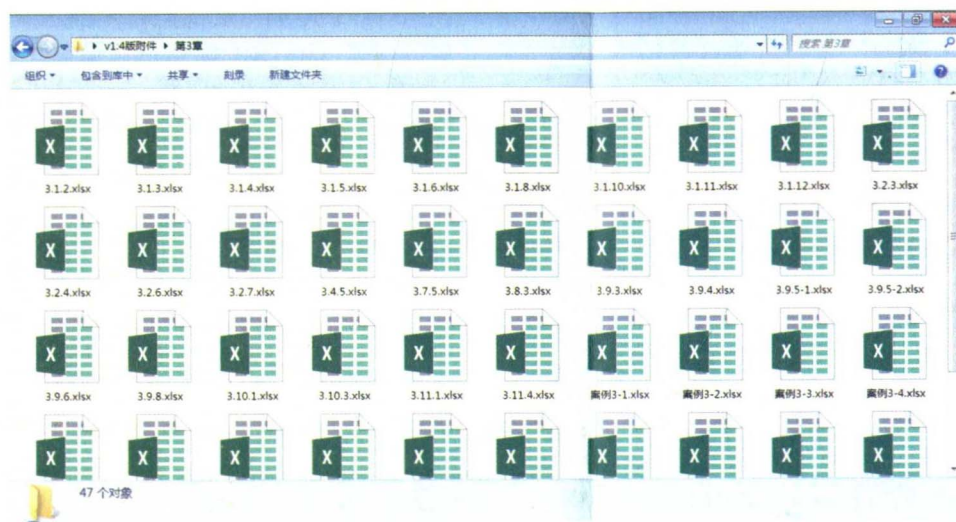 v1.4版附件 ▸ 第3章
搜索 第3章
组织 包含到库中 共享 刻录 新建文件夹
3.1.2.xlsx 3.1.3.xlsx 3.1.4.xlsx 3.1.5.xlsx 3.1.6.xlsx 3.1.8.xlsx 3.1.10.xlsx 3.1.11.xlsx 3.1.12.xlsx 3.2.3.xlsx
3.2.4.xlsx 3.2.6.xlsx 3.2.7.xlsx 3.4.5.xlsx 3.7.5.xlsx 3.8.3.xlsx 3.9.3.xlsx 3.9.4.xlsx 3.9.5-1.xlsx 3.9.5-2.xlsx
3.9.6.xlsx 3.9.8.xlsx 3.10.1.xlsx 3.10.3.xlsx 3.11.1.xlsx 3.11.4.xlsx 案例3-1.xlsx 案例3-2.xlsx 案例3-3.xlsx 案例3-4.xlsx
47 个对象